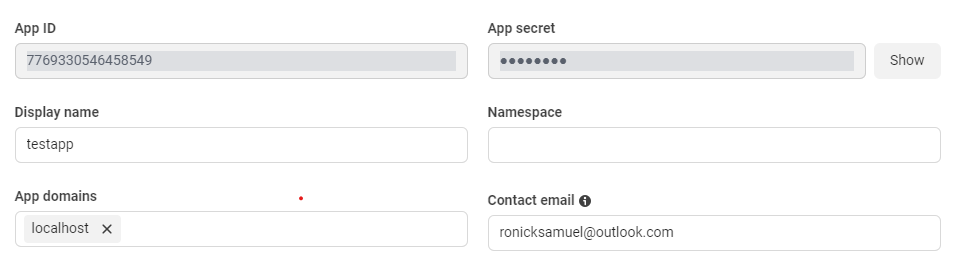 App ID
App secret
7769330546458549
●●●●●●●●
Show
Display name
Namespace
testapp
App domains
Contact email
localhost
ronicksamuel@outlook.com